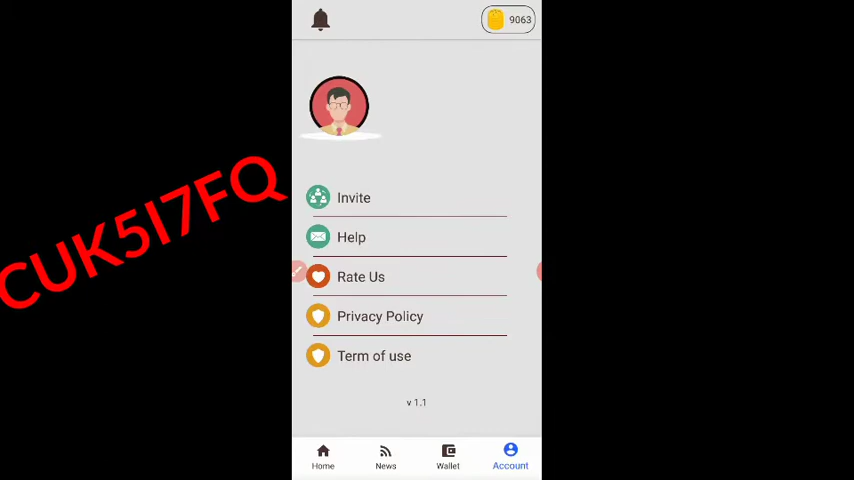 9063
CUK5I7FQ
Invite
Help
Rate Us
Privacy Policy
Term of use
v 1.1
Home
News
Wallet
Account